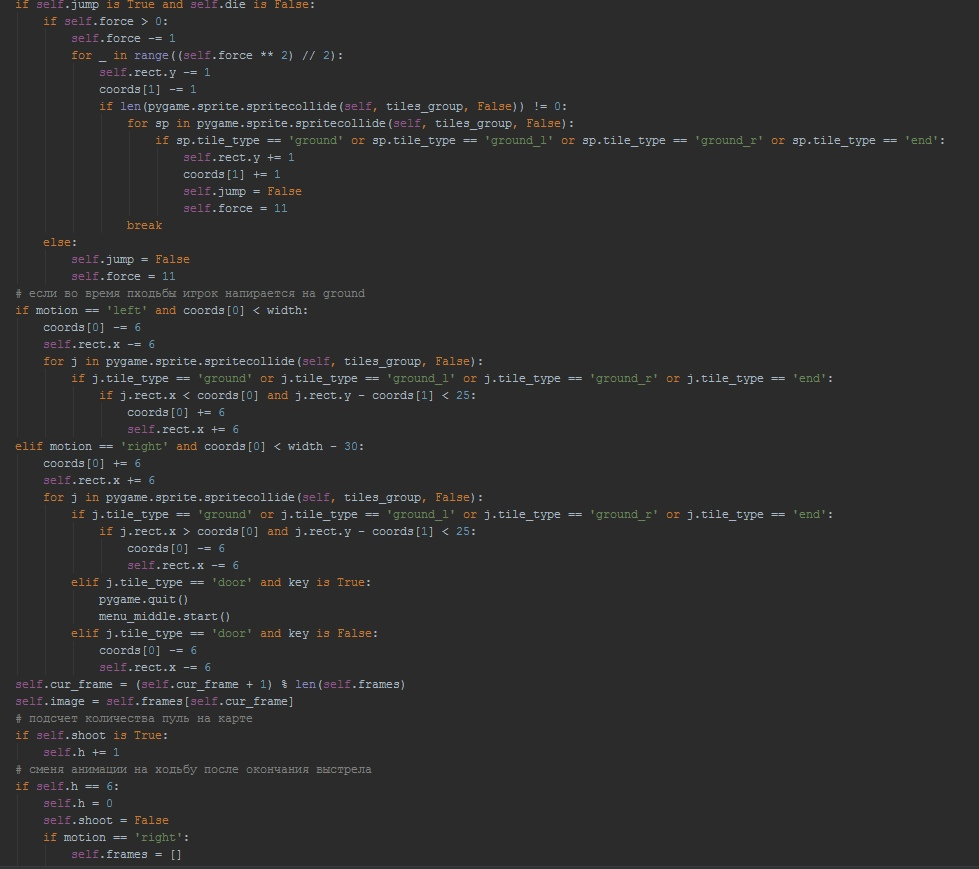 if self.jump is True and self.die is False:
    if self.force > 0:
        self.force -= 1
        for _ in range((self.force ** 2) // 2):
            self.rect.y -= 1
            coords[1] -= 1
            if len(pygame.sprite.spritecollide(self, tiles_group, False)) != 0:
                for sp in pygame.sprite.spritecollide(self, tiles_group, False):
                    if sp.tile_type == 'ground' or sp.tile_type == 'ground_l' or sp.tile_type == 'ground_r' or sp.tile_type == 'end':
                        self.rect.y += 1
                        coords[1] += 1
                        self.jump = False
                        self.force = 11
                break
    else:
        self.jump = False
        self.force = 11
# если во время пходьбы игрок напирается на ground
if motion == 'left' and coords[0] < width:
    coords[0] -= 6
    self.rect.x -= 6
    for j in pygame.sprite.spritecollide(self, tiles_group, False):
        if j.tile_type == 'ground' or j.tile_type == 'ground_l' or j.tile_type == 'ground_r' or j.tile_type == 'end':
            if j.rect.x < coords[0] and j.rect.y - coords[1] < 25:
                coords[0] += 6
                self.rect.x += 6
elif motion == 'right' and coords[0] < width - 30:
    coords[0] += 6
    self.rect.x += 6
    for j in pygame.sprite.spritecollide(self, tiles_group, False):
        if j.tile_type == 'ground' or j.tile_type == 'ground_l' or j.tile_type == 'ground_r' or j.tile_type == 'end':
            if j.rect.x > coords[0] and j.rect.y - coords[1] < 25:
                coords[0] -= 6
                self.rect.x -= 6
        elif j.tile_type == 'door' and key is True:
            pygame.quit()
            menu_middle.start()
        elif j.tile_type == 'door' and key is False:
            coords[0] -= 6
            self.rect.x -= 6
self.cur_frame = (self.cur_frame + 1) % len(self.frames)
self.image = self.frames[self.cur_frame]
# подсчет количества пуль на карте
if self.shoot is True:
    self.h += 1
# сменя анимации на ходьбу после окончания выстрела
if self.h == 6:
    self.h = 0
    self.shoot = False
    if motion == 'right':
        self.frames = []